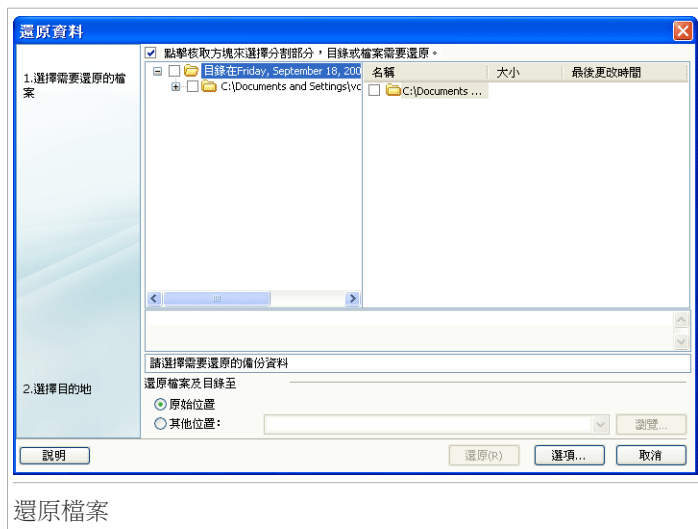 還原資料
1.選擇需要還原的檔
案
點擊核取方塊來選擇分割部分，目錄或檔案需要還原。
目錄在Friday, September 18, 200
C:\Documents and Settings\vc
名稱 大小 最後更改時間
C:\Documents ...
請選擇需要還原的備份資料
2.選擇目的地
還原檔案及目錄至
原始位置
其他位置：
瀏覽...
說明
還原(R)
選項...
取消
還原檔案